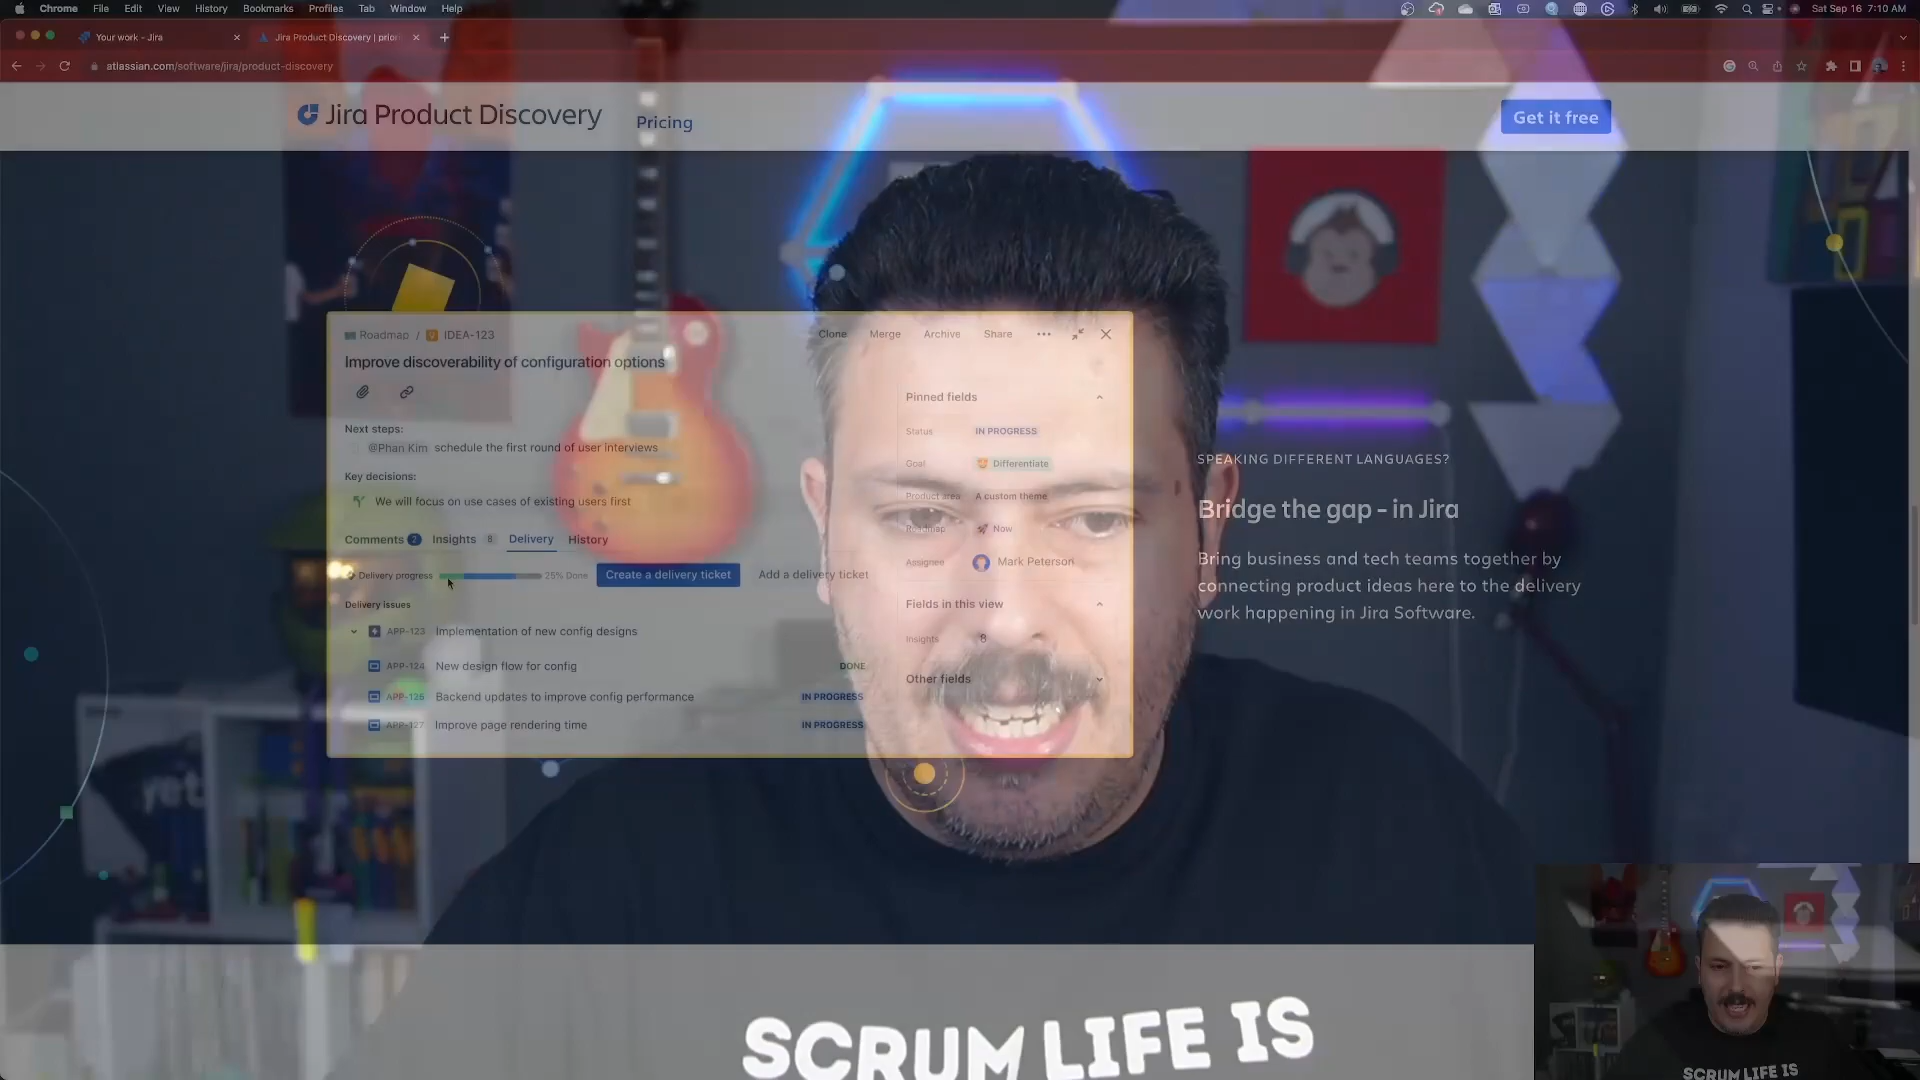 Chrome File Edit View History Bookmarks Profiles Tab Window Help
Sat Sep 16 7:10 AM
Your work - Jira
Jira Product Discovery | prior
atlassian.com/software/jira/product-discovery
Jira Product Discovery
Pricing
Get it free
Roadmap / IDEA-123
Clone Merge Archive Share
Improve discoverability of configuration options
Next steps:
@Phan Kim schedule the first round of user interviews
Key decisions:
We will focus on use cases of existing users first
Comments 2 Insights 8 Delivery History
Delivery progress 25% Done Create a delivery ticket Add a delivery ticket
Delivery issues
APP-123 Implementation of new config designs
APP-124 New design flow for config DONE
Backend updates to improve config performance IN PROGRESS
APP-127 Improve page rendering time IN PROGRESS
Pinned fields
Status IN PROGRESS
Goal Differentiate
Product area A custom theme
Roadmap Now
Assignee Mark Peterson
Fields in this view
Insights 8
Other fields
SPEAKING DIFFERENT LANGUAGES?
Bridge the gap – in Jira
Bring business and tech teams together by
connecting product ideas here to the delivery
work happening in Jira Software.
yet
SCRUM LIFE IS
SCRUM LIFE IS